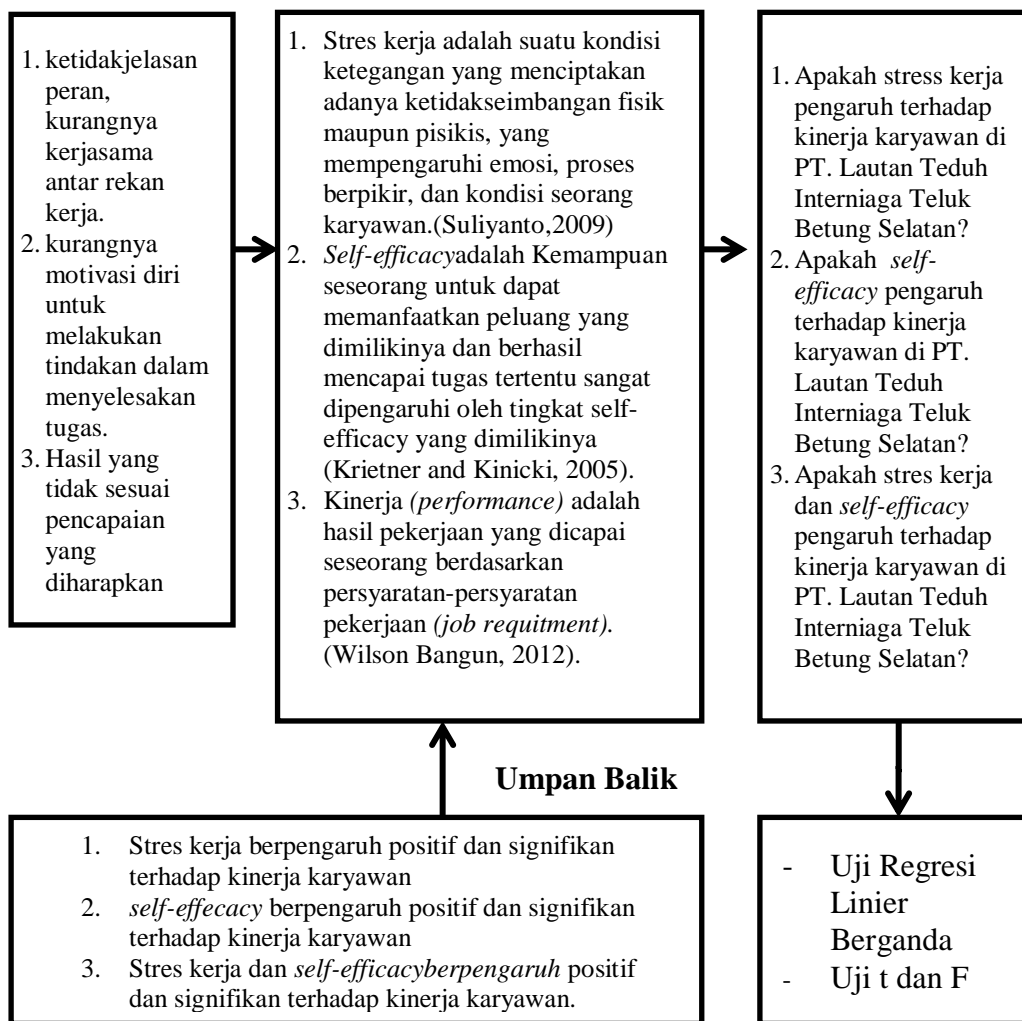 1. ketidakjelasan
peran,
kurangnya
kerjasama
antar rekan
kerja.
2. kurangnya
motivasi diri
untuk
melakukan
tindakan dalam
menyelesakan
tugas.
3. Hasil yang
tidak sesuai
pencapaian
yang
diharapkan
1. Stres kerja adalah suatu kondisi
ketegangan yang menciptakan
adanya ketidakseimbangan fisik
maupun pisikis, yang
mempengaruhi emosi, proses
berpikir, dan kondisi seorang
karyawan.(Suliyanto,2009)
2. Self-efficacyadalah Kemampuan
seseorang untuk dapat
memanfaatkan peluang yang
dimilikinya dan berhasil
mencapai tugas tertentu sangat
dipengaruhi oleh tingkat self-
efficacy yang dimilikinya
(Krietner and Kinicki, 2005).
3. Kinerja (performance) adalah
hasil pekerjaan yang dicapai
seseorang berdasarkan
persyaratan-persyaratan
pekerjaan (job requitment).
(Wilson Bangun, 2012).
1. Apakah stress kerja
pengaruh terhadap
kinerja karyawan di
PT. Lautan Teduh
Interniaga Teluk
Betung Selatan?
2. Apakah self-
efficacy pengaruh
terhadap kinerja
karyawan di PT.
Lautan Teduh
Interniaga Teluk
Betung Selatan?
3. Apakah stres kerja
dan self-efficacy
pengaruh terhadap
kinerja karyawan di
PT. Lautan Teduh
Interniaga Teluk
Betung Selatan?
Umpan Balik
1. Stres kerja berpengaruh positif dan signifikan
terhadap kinerja karyawan
2. self-effecacy berpengaruh positif dan signifikan
terhadap kinerja karyawan
3. Stres kerja dan self-efficacyberpengaruh positif
dan signifikan terhadap kinerja karyawan.
- Uji Regresi
Linier
Berganda
- Uji t dan F